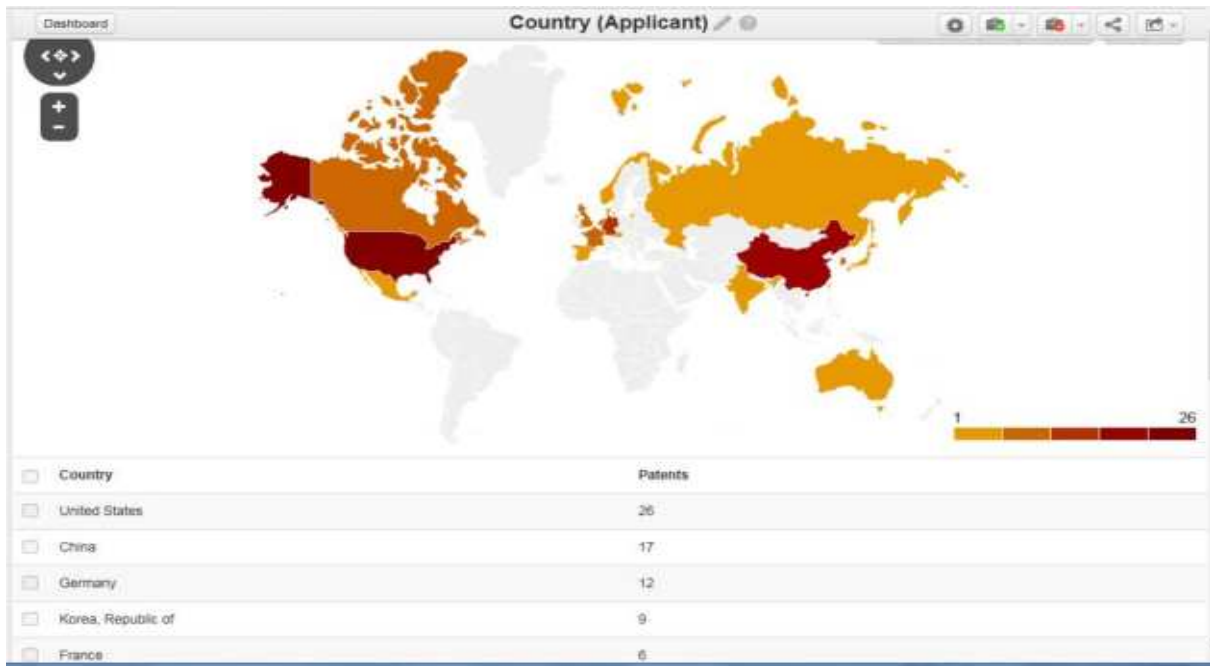 Dashboard
Country (Applicant)
1 26
Country Patents
United States 26
China 17
Germany 12
Korea, Republic of 9
France 6